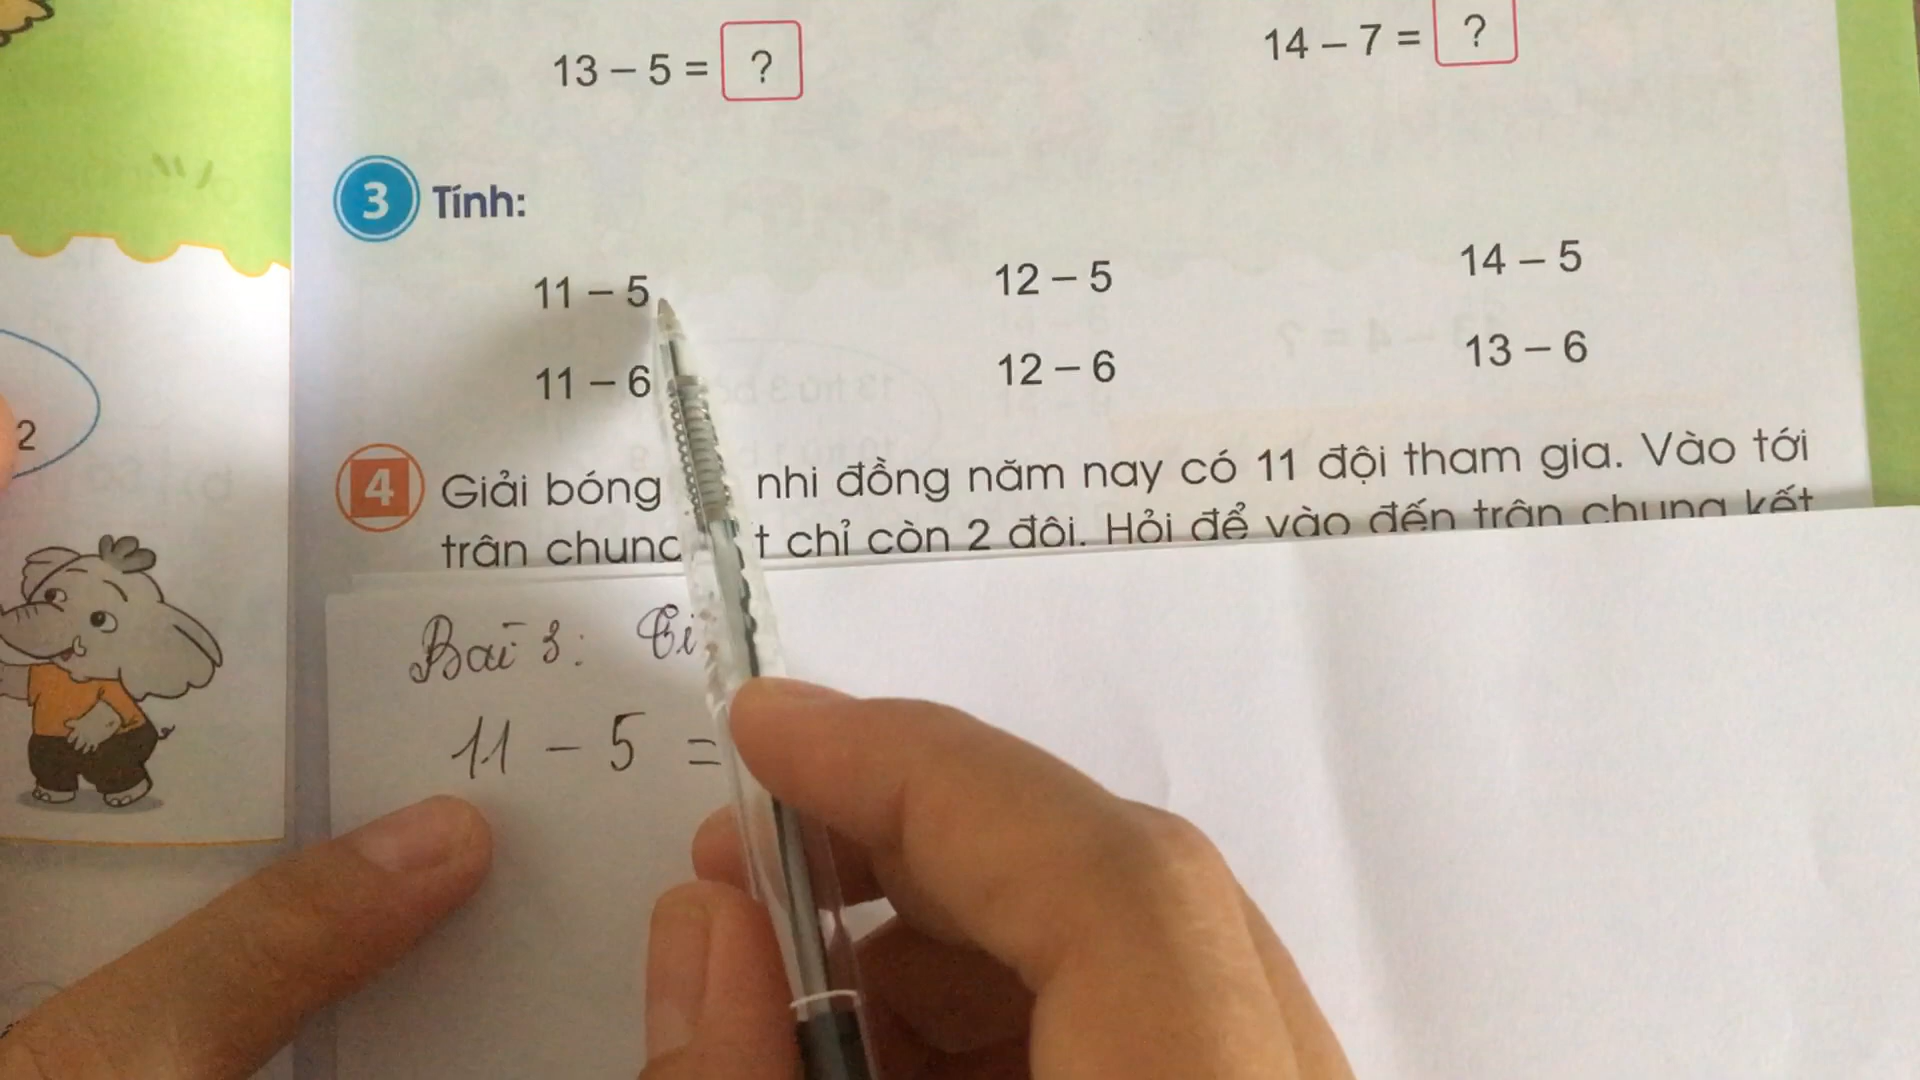 13 – 5 = ?
14 – 7 = ?
3 Tính:
11 – 5
12 – 5
14 – 5
11 – 6
12 – 6
13 – 6
4 Giải bóng nhi đồng năm nay có 11 đội tham gia. Vào tới
trận chung chỉ còn 2 đội. Hỏi để vào đến trận chung kết
2
Bài 3:
11 – 5 =